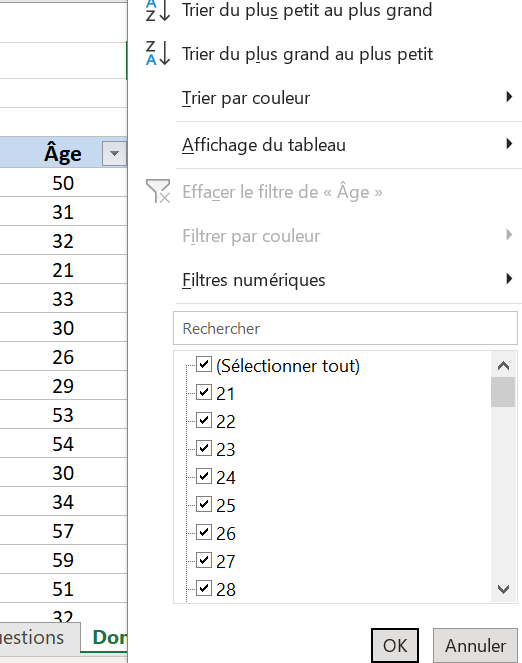 Trier du plus petit au plus grand
Trier du plus grand au plus petit
Trier par couleur
Affichage du tableau
Effacer le filtre de « Âge »
Filtrer par couleur
Filtres numériques
Rechercher
(Sélectionner tout)
21
22
23
24
25
26
27
28
OK
Annuler
Âge
50
31
32
21
33
30
26
29
53
54
30
34
57
59
51
32
uestions
Don